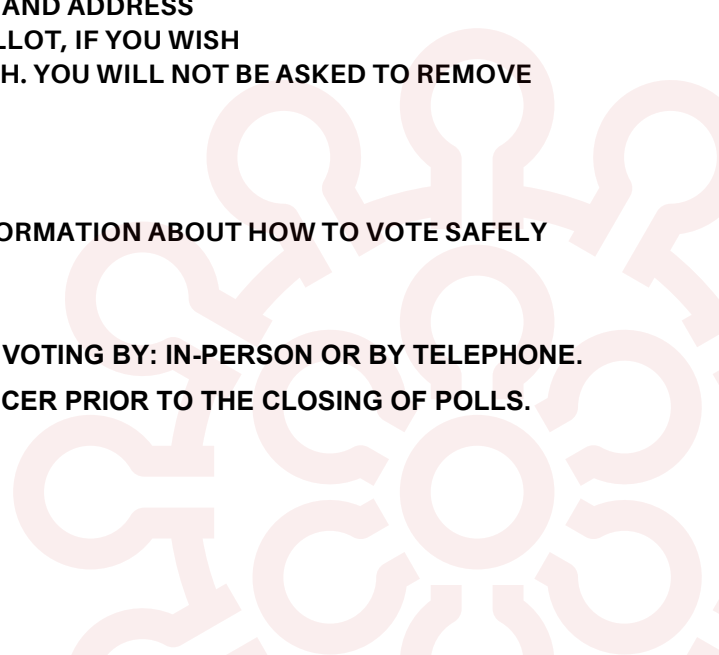 AND ADDRESS
LLOT, IF YOU WISH
H. YOU WILL NOT BE ASKED TO REMOVE
ORMATION ABOUT HOW TO VOTE SAFELY
VOTING BY: IN-PERSON OR BY TELEPHONE.
CER PRIOR TO THE CLOSING OF POLLS.